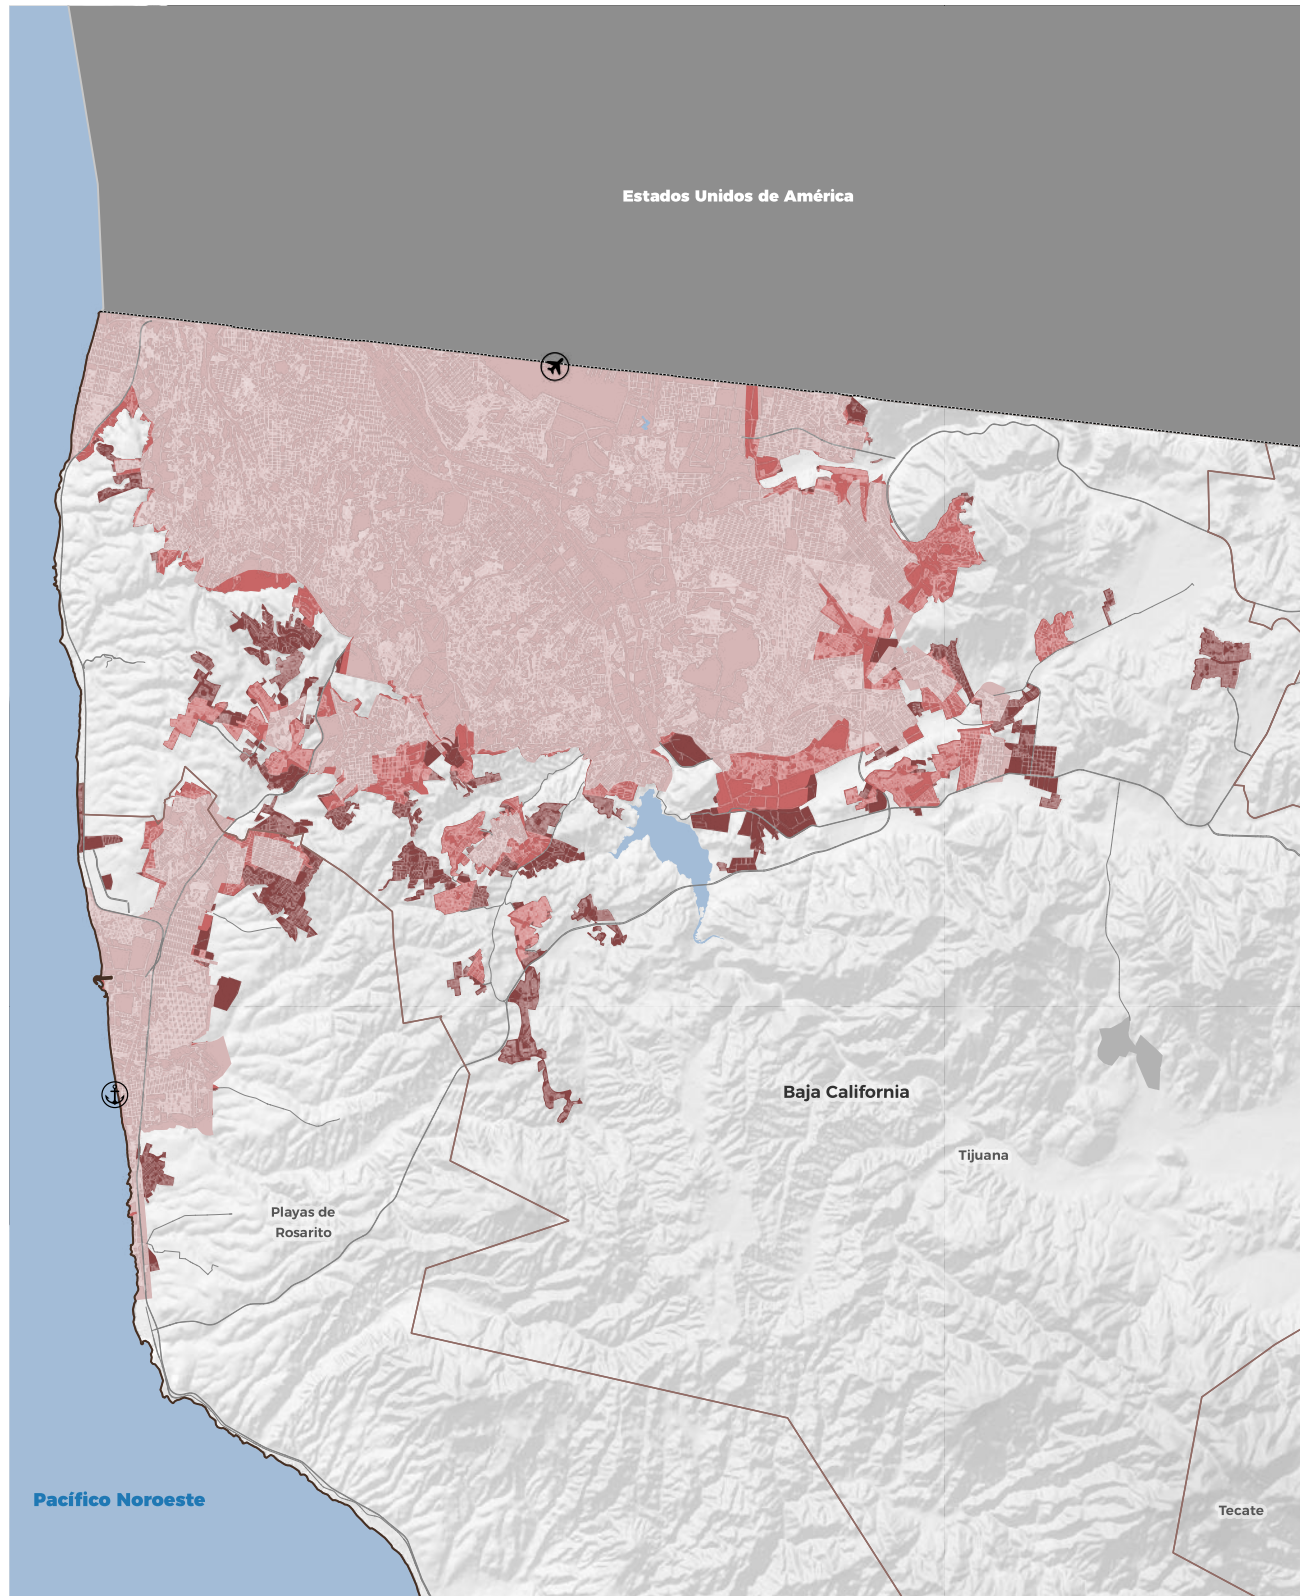 Estados Unidos de América
Baja California
Tijuana
Playas de
Rosarito
Pacífico Noroeste
Tecate